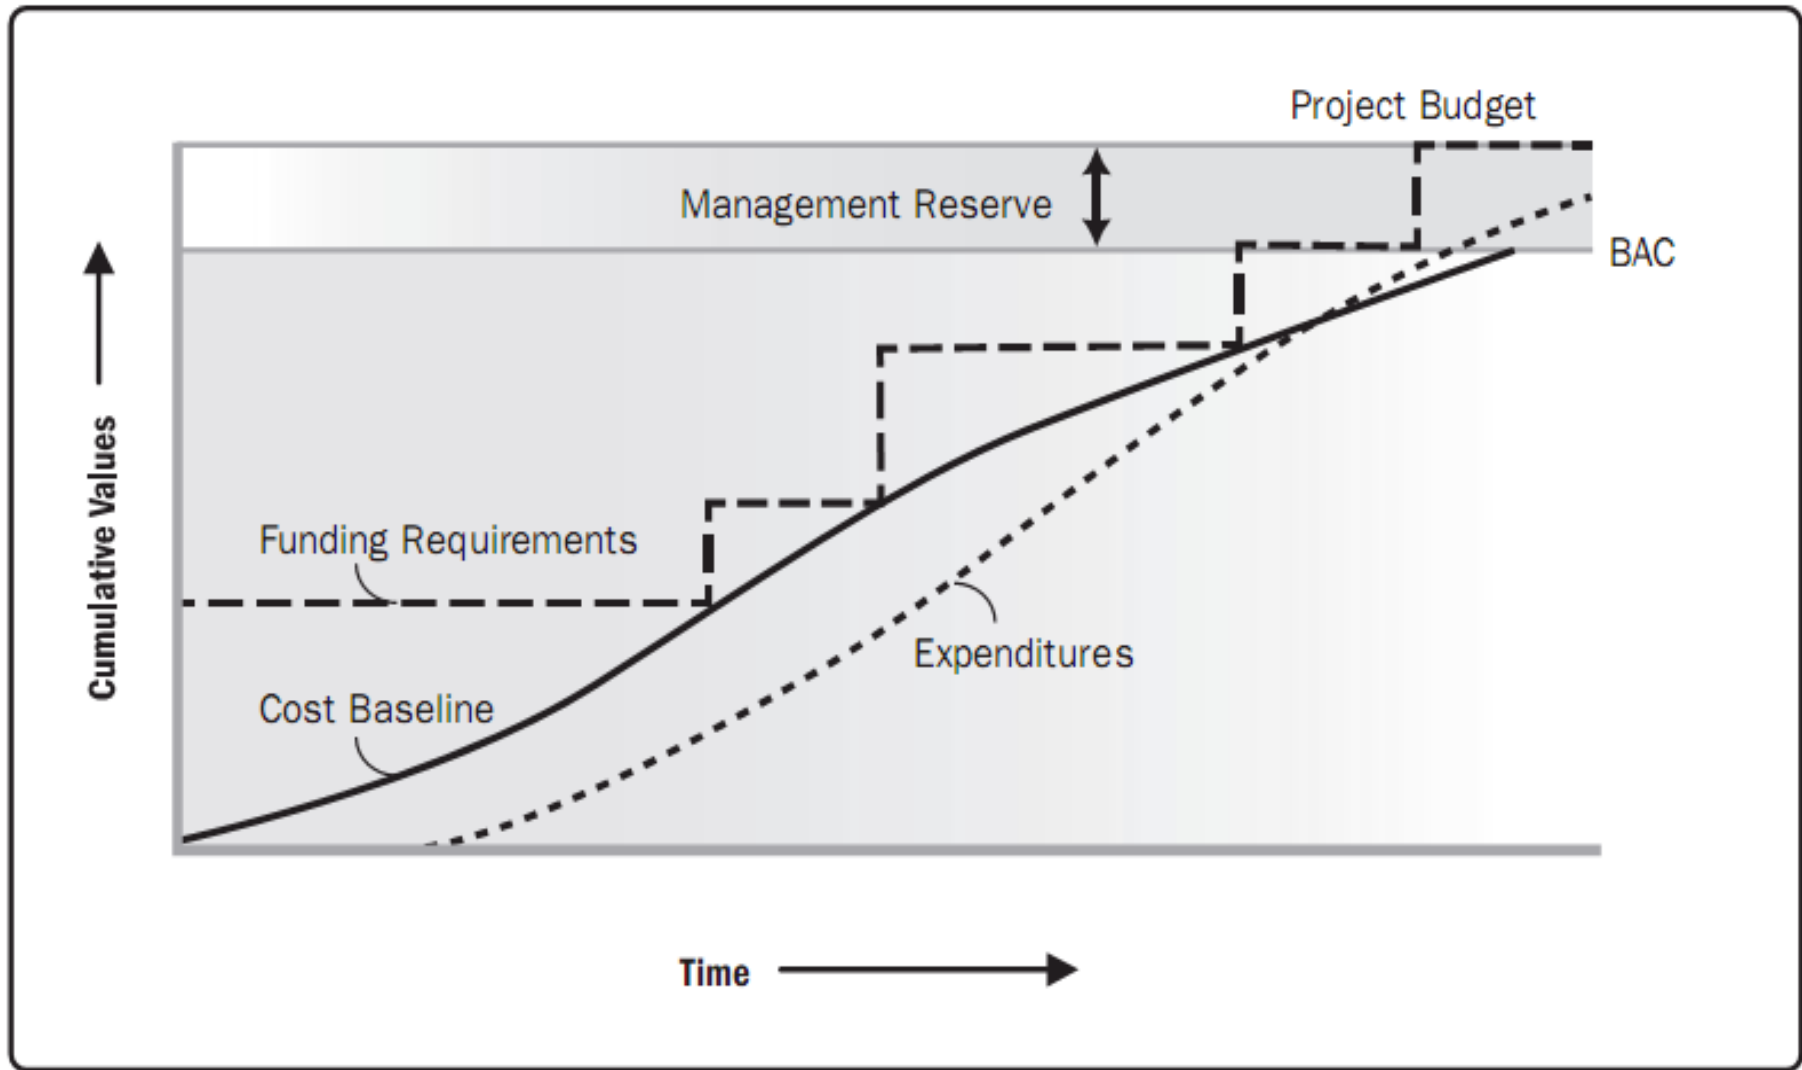 Project Budget
Management Reserve
BAC
Cumulative Values
Funding Requirements
Expenditures
Cost Baseline
Time